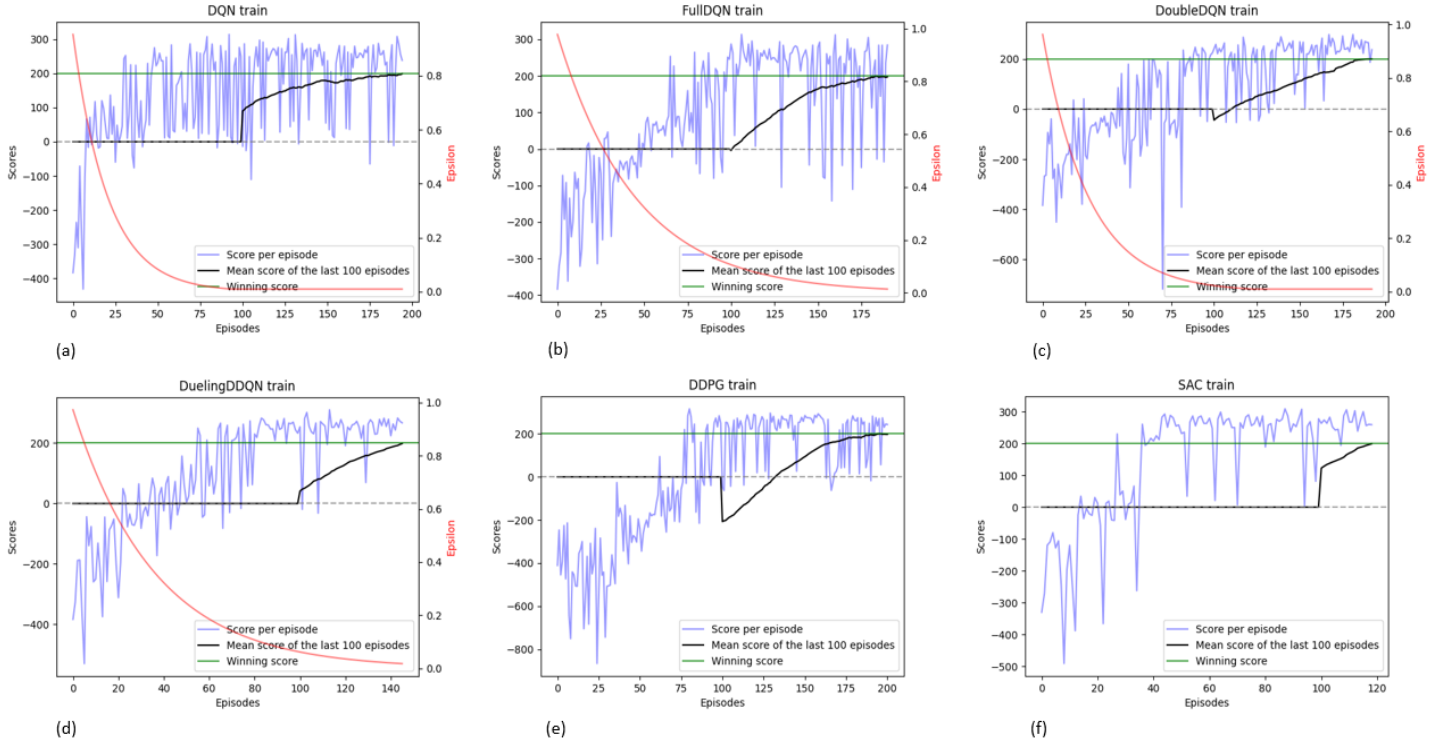 DQN train
300
200
100
0
−100
−200
−300
−400
Scores
0.8
0.6
0.4
0.2
0.0
Epsilon
Score per episode
Mean score of the last 100 episodes
Winning score
0 25 50 75 100 125 150 175 200
Episodes
(a)
FullDQN train
300
200
100
0
−100
−200
−300
−400
Scores
1.0
0.8
0.6
0.4
0.2
0.0
Epsilon
Score per episode
Mean score of the last 100 episodes
Winning score
0 25 50 75 100 125 150 175
Episodes
(b)
DoubleDQN train
200
0
−200
−400
−600
Scores
1.0
0.8
0.6
0.4
0.2
0.0
Epsilon
Score per episode
Mean score of the last 100 episodes
Winning score
0 25 50 75 100 125 150 175 200
Episodes
(c)
DuelingDDQN train
200
0
−200
−400
Scores
1.0
0.8
0.6
0.4
0.2
0.0
Epsilon
Score per episode
Mean score of the last 100 episodes
Winning score
0 20 40 60 80 100 120 140
Episodes
(d)
DDPG train
200
0
−200
−400
−600
−800
Scores
Score per episode
Mean score of the last 100 episodes
Winning score
0 25 50 75 100 125 150 175 200
Episodes
(e)
SAC train
300
200
100
0
−100
−200
−300
−400
−500
Scores
Score per episode
Mean score of the last 100 episodes
Winning score
0 20 40 60 80 100 120
Episodes
(f)